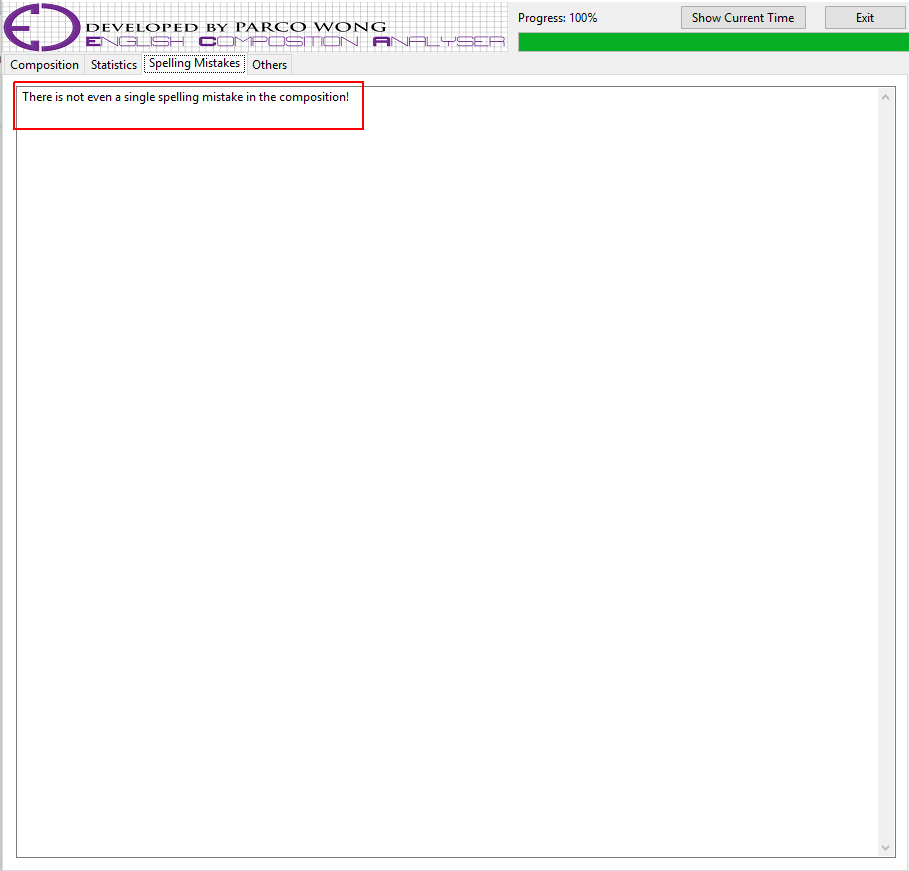 DEVELOPED BY PARCO WONG
ENGLISH COMPOSITION ANALYSER
Progress: 100%
Show Current Time
Exit
Composition
Statistics
Spelling Mistakes
Others
There is not even a single spelling mistake in the composition!